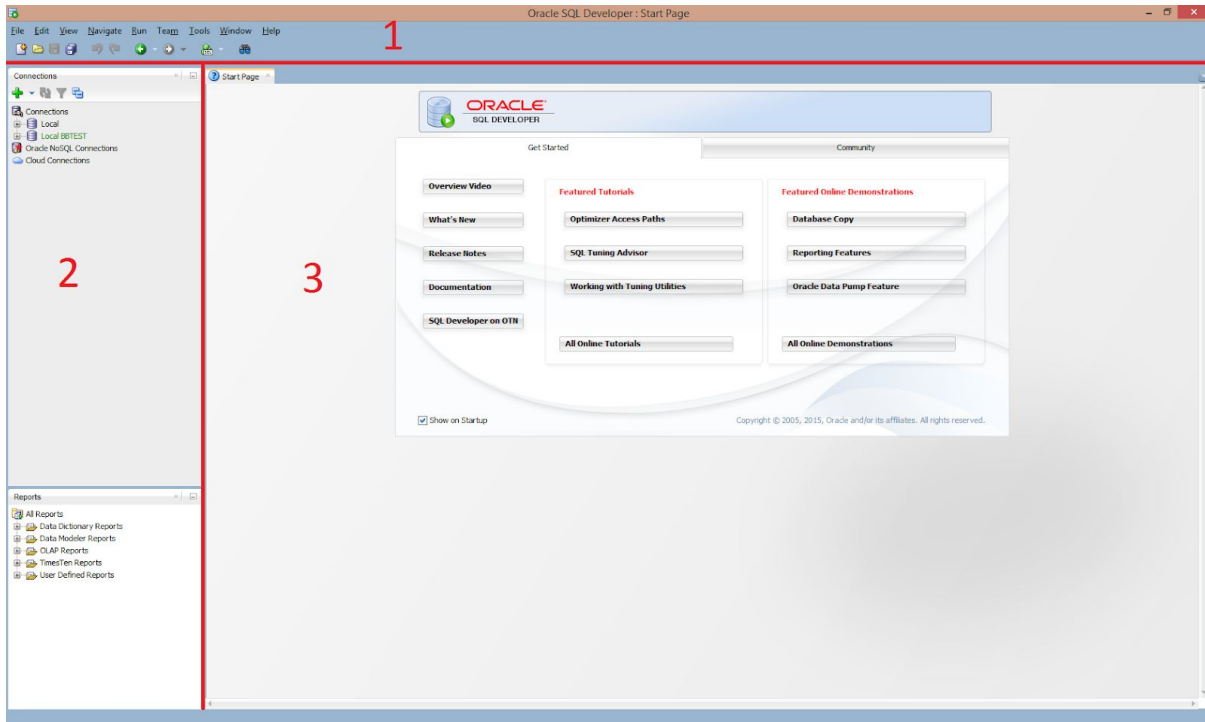 Oracle SQL Developer : Start Page
File Edit View Navigate Run Team Tools Window Help
1
Connections
Connections
Local
Local BBTEST
Oracle NoSQL Connections
Cloud Connections
2
Reports
All Reports
Data Dictionary Reports
Data Modeler Reports
OLAP Reports
TimesTen Reports
User Defined Reports
Start Page
3
ORACLE
SQL DEVELOPER
Get Started Community
Overview Video
What's New
Release Notes
Documentation
SQL Developer on OTN
Featured Tutorials
Optimizer Access Paths
SQL Tuning Advisor
Working with Tuning Utilities
All Online Tutorials
Featured Online Demonstrations
Database Copy
Reporting Features
Oracle Data Pump Feature
All Online Demonstrations
Show on Startup
Copyright © 2005, 2015, Oracle and/or its affiliates. All rights reserved.